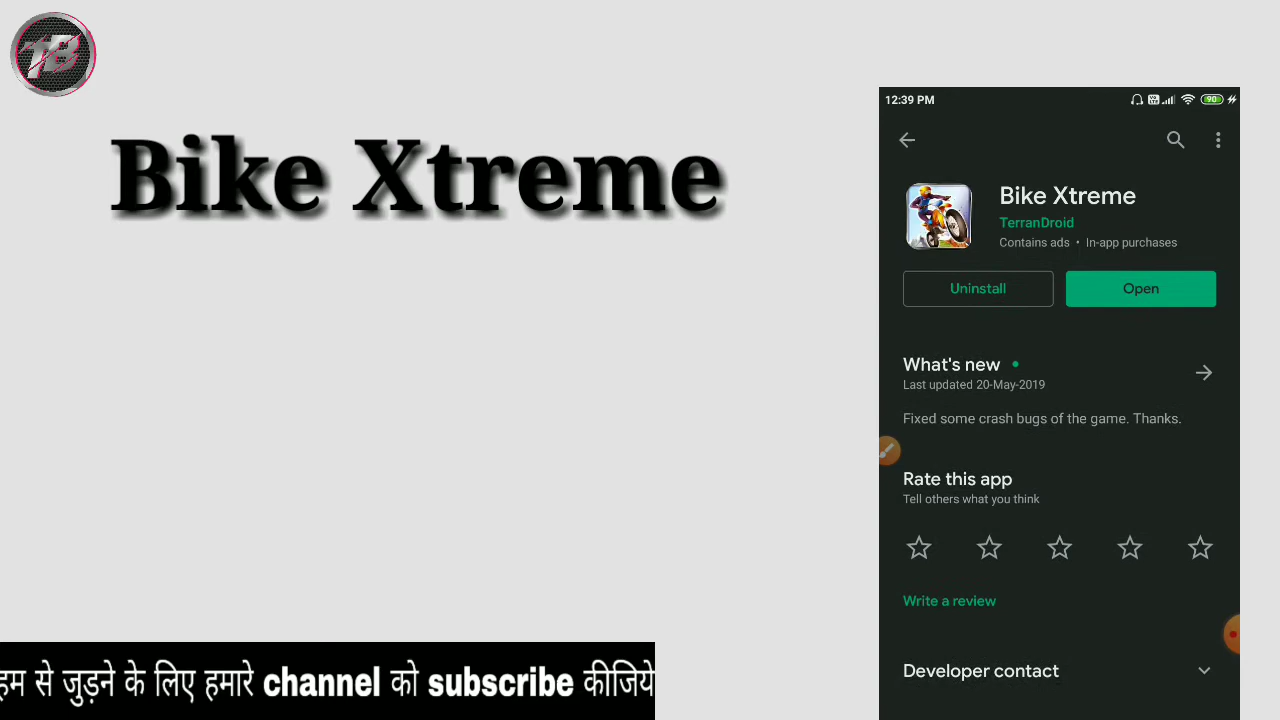 TB
Bike Xtreme
12:39 PM
90
Bike Xtreme
TerranDroid
Contains ads • In-app purchases
Uninstall
Open
What's new
Last updated 20-May-2019
Fixed some crash bugs of the game. Thanks.
Rate this app
Tell others what you think
Write a review
Developer contact
हम से जुड़ने के लिए हमारे channel को subscribe कीजिये